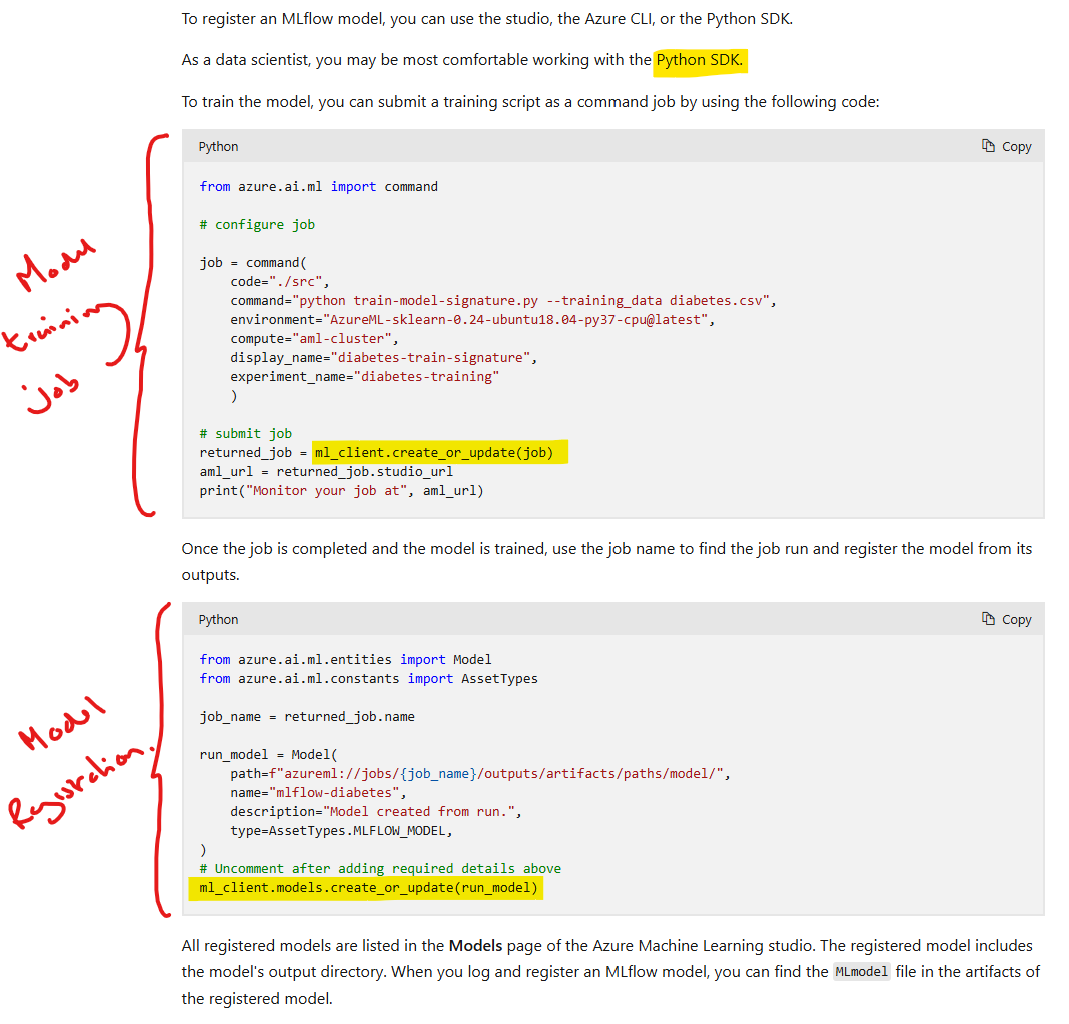 To register an MLflow model, you can use the studio, the Azure CLI, or the Python SDK.
As a data scientist, you may be most comfortable working with the Python SDK.
To train the model, you can submit a training script as a command job by using the following code:
Python Copy
from azure.ai.ml import command
# configure job
job = command(
    code="./src",
    command="python train-model-signature.py --training_data diabetes.csv",
    environment="AzureML-sklearn-0.24-ubuntu18.04-py37-cpu@latest",
    compute="aml-cluster",
    display_name="diabetes-train-signature",
    experiment_name="diabetes-training"
    )
# submit job
returned_job = ml_client.create_or_update(job)
aml_url = returned_job.studio_url
print("Monitor your job at", aml_url)
Model
training
job
Once the job is completed and the model is trained, use the job name to find the job run and register the model from its
outputs.
Python Copy
from azure.ai.ml.entities import Model
from azure.ai.ml.constants import AssetTypes
job_name = returned_job.name
run_model = Model(
    path=f"azureml://jobs/{job_name}/outputs/artifacts/paths/model/",
    name="mlflow-diabetes",
    description="Model created from run.",
    type=AssetTypes.MLFLOW_MODEL,
)
# Uncomment after adding required details above
ml_client.models.create_or_update(run_model)
Model
Registration.
All registered models are listed in the Models page of the Azure Machine Learning studio. The registered model includes
the model's output directory. When you log and register an MLflow model, you can find the MLmodel file in the artifacts of
the registered model.